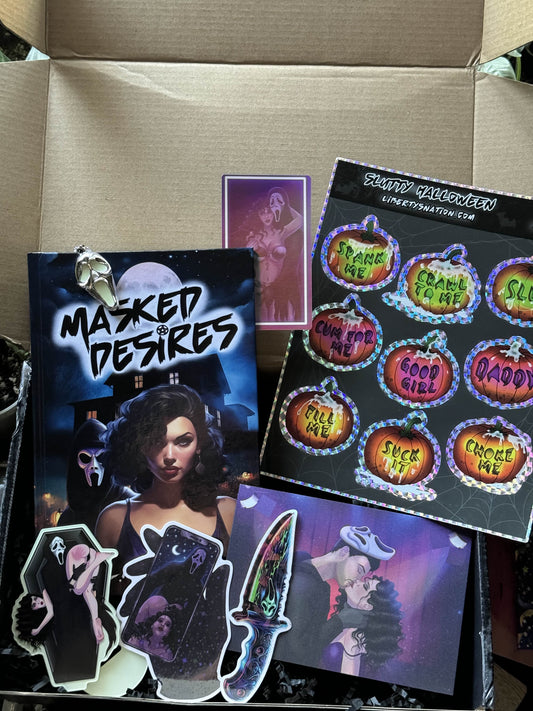 SLUTTY HALLOWEEN
LIBERTYSNATION.COM
SPANK
ME
CRAWL
TO ME
CUM FOR
ME
GOOD
GIRL
DADDY
FILL
ME
SUCK
IT
CHOKE
ME
MASKED
DESIRES